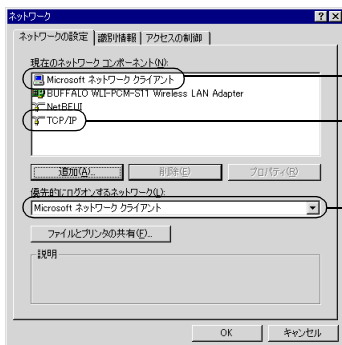 ネットワーク
ネットワークの設定 識別情報 アクセスの制御
現在のネットワーク コンポーネント(N):
Microsoft ネットワーク クライアント
BUFFALO WLI-PCM-S11 Wireless LAN Adapter
NetBEUI
TCP/IP
追加(A)... 削除(E) プロパティ(R)
優先的にログオンするネットワーク(L):
Microsoft ネットワーク クライアント
ファイルとプリンタの共有(F)...
説明
OK キャンセル